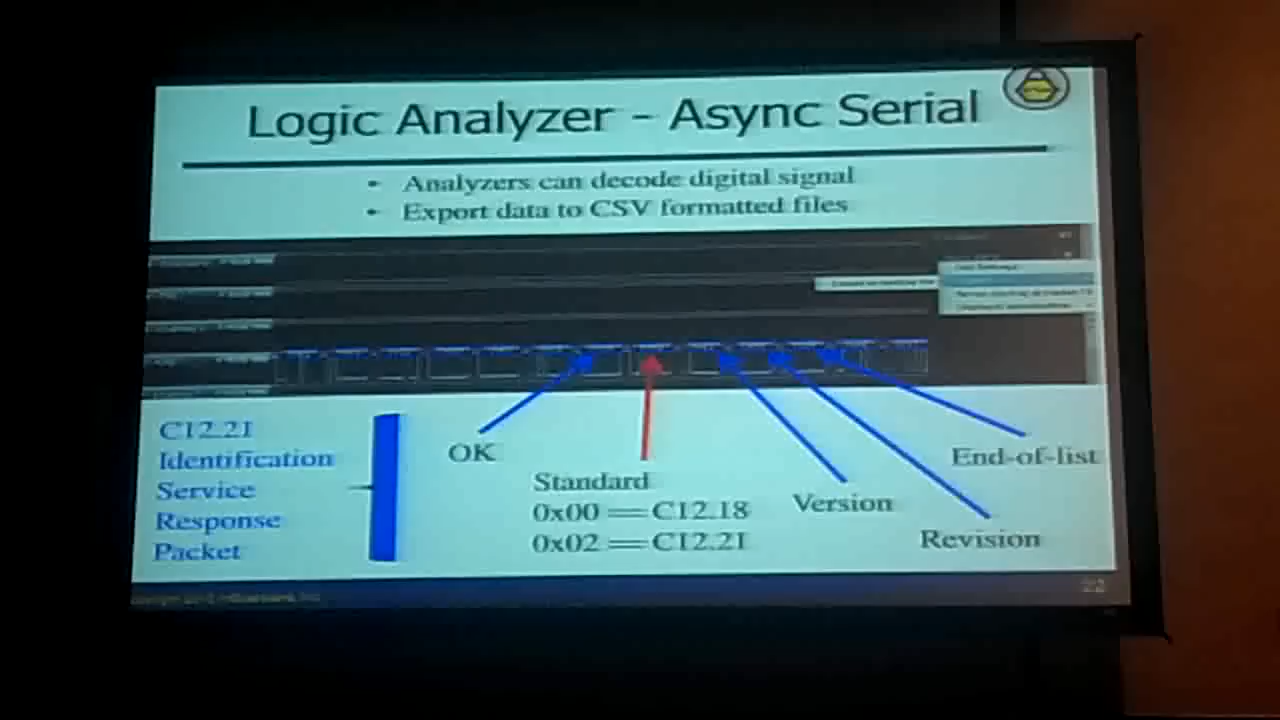 Logic Analyzer - Async Serial
• Analyzers can decode digital signal
• Export data to CSV formatted files
C12.21
Identification
Service
Response
Packet
OK
Standard
0x00 == C12.18
0x02 == C12.21
Version
Revision
End-of-list
22